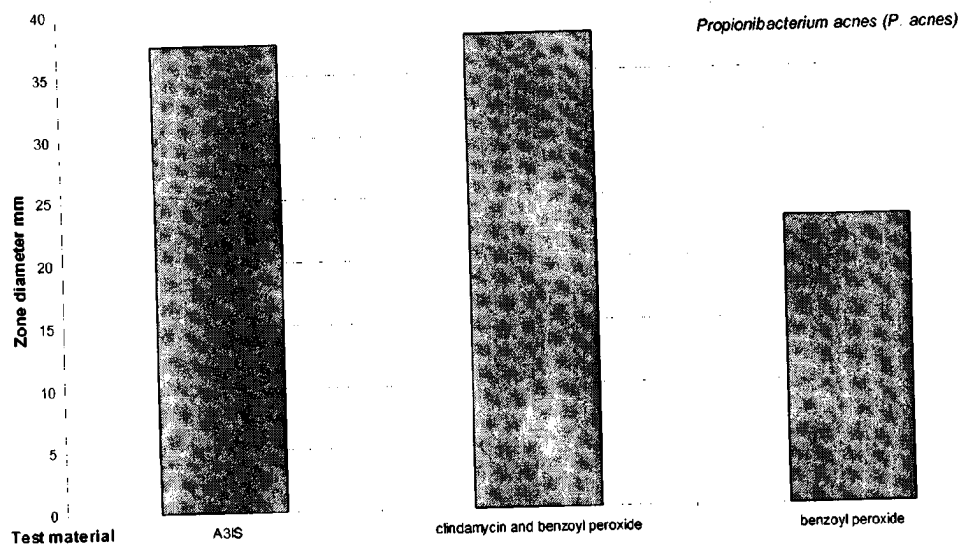 Propionibacterium acnes (P. acnes)
40
35
30
25
20
15
10
5
0
Zone diameter mm
Test material
A3IS
clindamycin and benzoyl peroxide
benzoyl peroxide